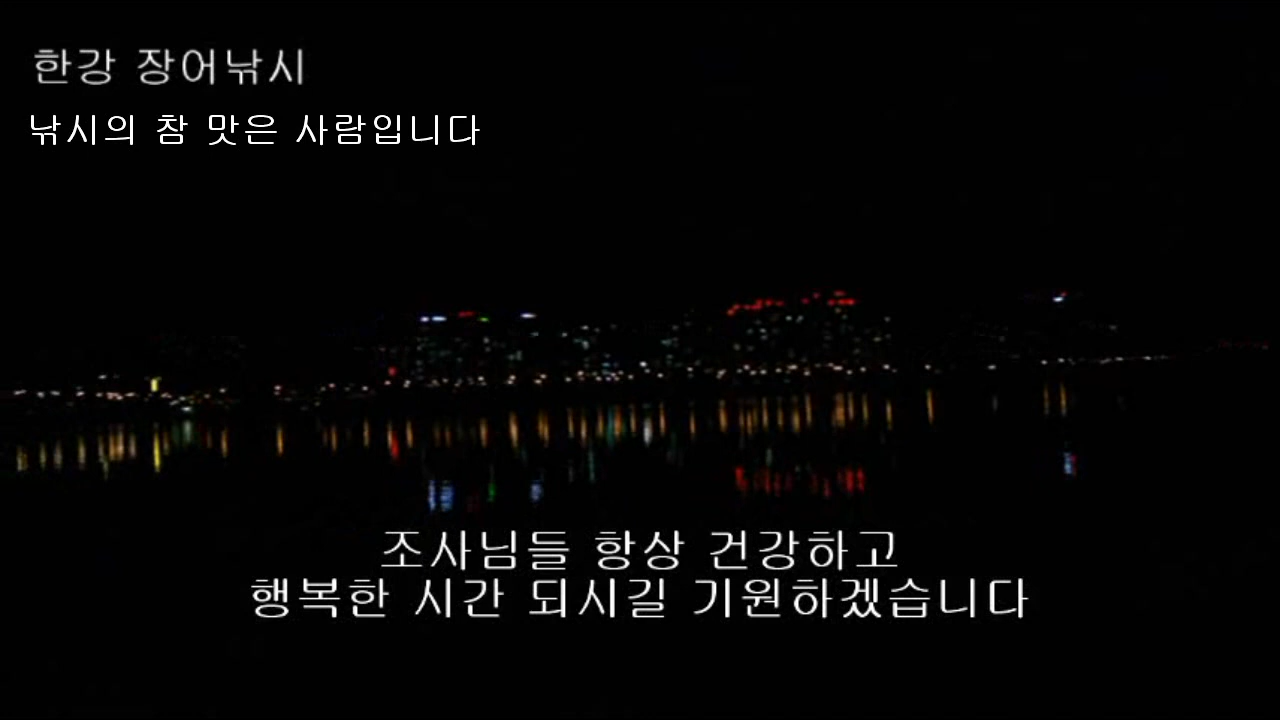 한강 장어낚시
낚시의 참 맛은 사람입니다
조사님들 항상 건강하고
행복한 시간 되시길 기원하겠습니다